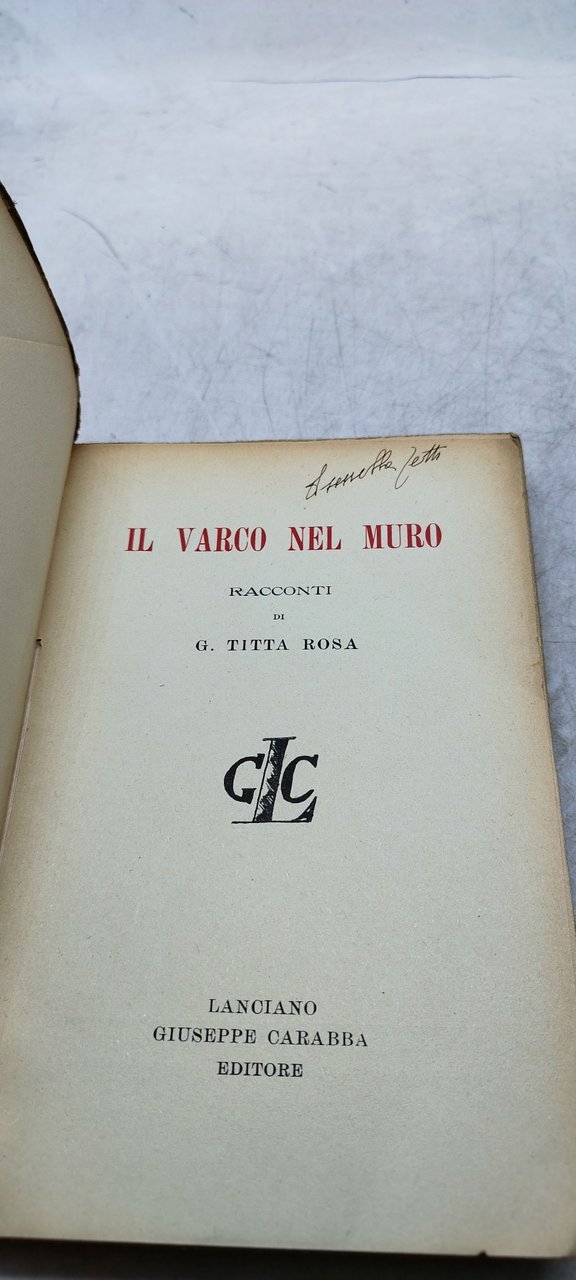 IL VARCO NEL MURO
RACCONTI
DI
G. TITTA ROSA
GLC
LANCIANO
GIUSEPPE CARABBA
EDITORE